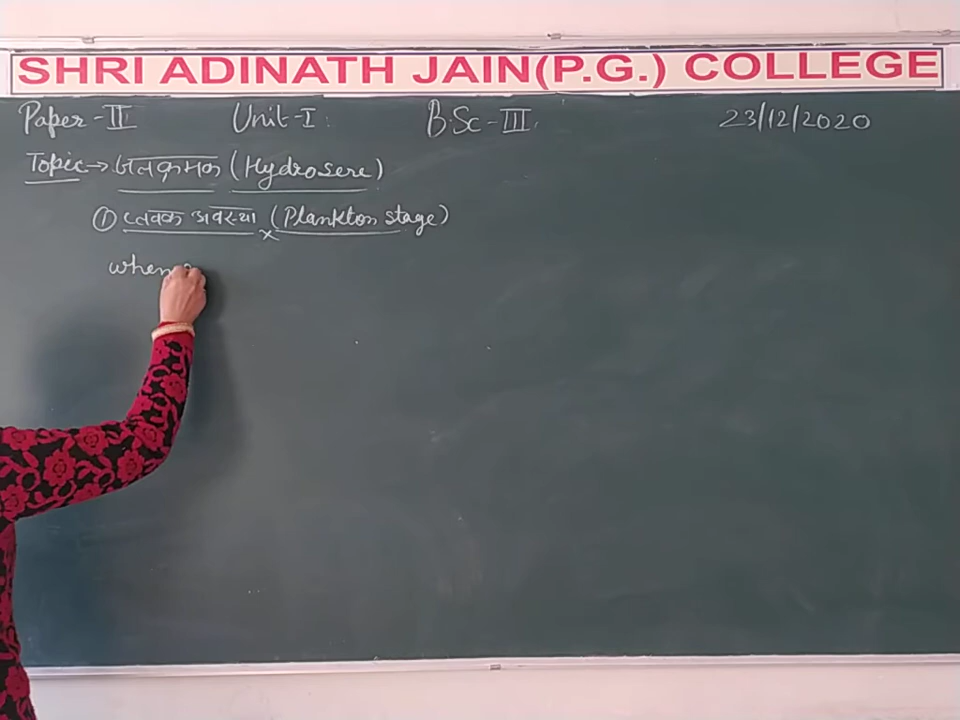 SHRI ADINATH JAIN(P.G.) COLLEGE
Paper-II Unit-I B.Sc-III 23/12/2020
Topic→ जलक्रमक (Hydrosere)
① प्लवक अवस्था (Plankton stage)
when